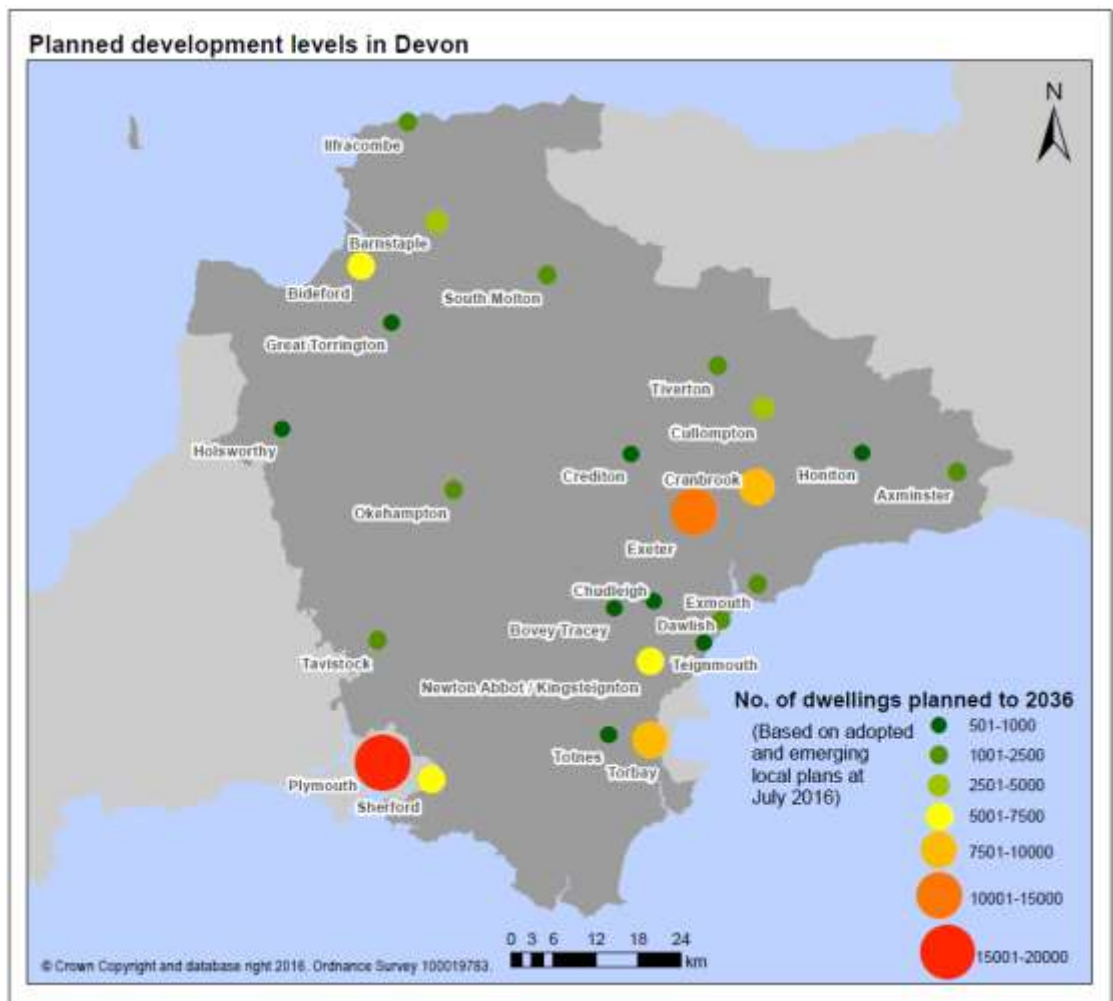 Planned development levels in Devon
N
Ilfracombe
Barnstaple
Bideford
South Molton
Great Torrington
Tiverton
Cullompton
Holsworthy
Crediton
Cranbrook
Honiton
Axminster
Okehampton
Exeter
Chudleigh
Exmouth
Bovey Tracey
Dawlish
Tavistock
Teignmouth
Newton Abbot / Kingsteignton
Totnes
Torbay
Plymouth
Sherford
No. of dwellings planned to 2036
(Based on adopted
and emerging
local plans at
July 2016)
501-1000
1001-2500
2501-5000
5001-7500
7501-10000
10001-15000
15001-20000
0 3 6 12 18 24
km
© Crown Copyright and database right 2016. Ordnance Survey 100019783.